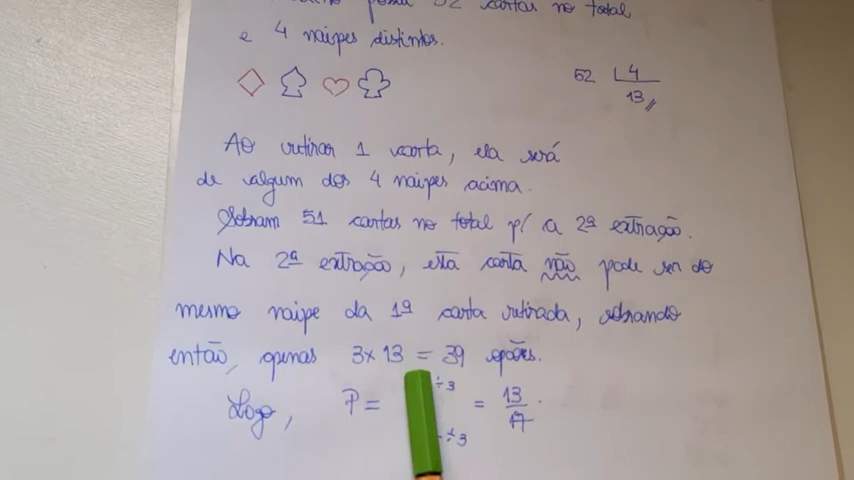 possui 52 cartas no total
e 4 naipes distintos.
52 4
13 //
Ao retirar 1 carta, ela será
de algum dos 4 naipes acima.
Sobram 51 cartas no total p/ a 2ª extração.
Na 2ª extração, esta carta não pode ser do
mesmo naipe da 1ª carta retirada, sobrando
então, apenas 3x13 = 39 opções.
Logo, P = ÷3 = 13/17.
÷3